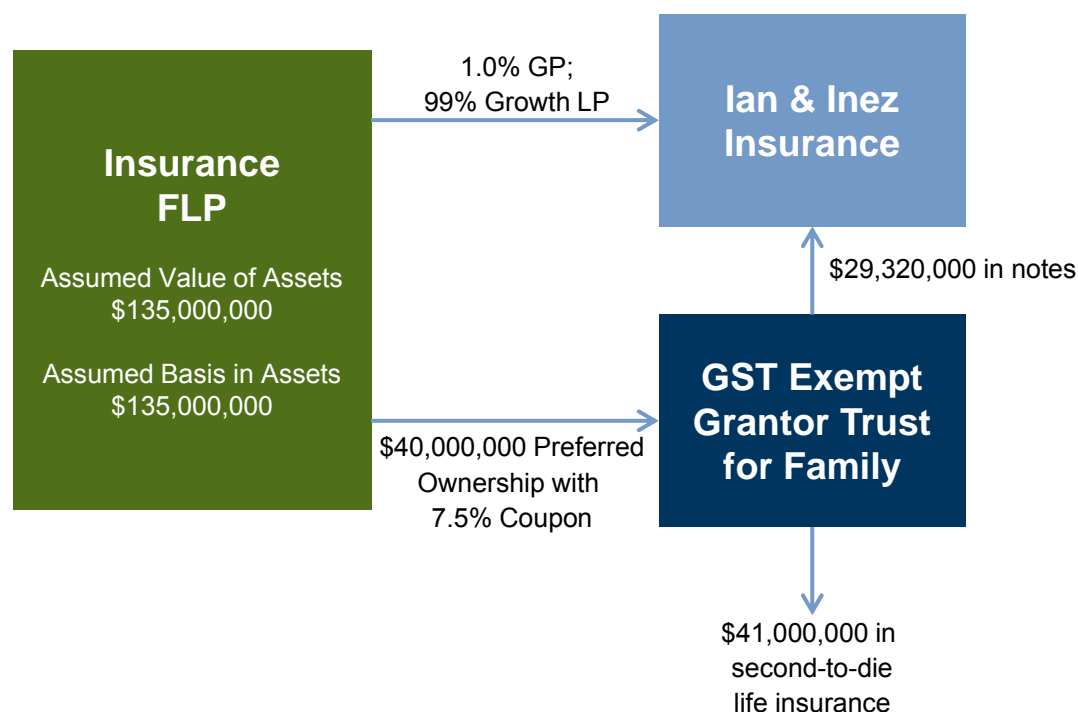 Insurance
FLP
Assumed Value of Assets
$135,000,000
Assumed Basis in Assets
$135,000,000
1.0% GP;
99% Growth LP
Ian & Inez
Insurance
$29,320,000 in notes
$40,000,000 Preferred
Ownership with
7.5% Coupon
GST Exempt
Grantor Trust
for Family
$41,000,000 in
second-to-die
life insurance